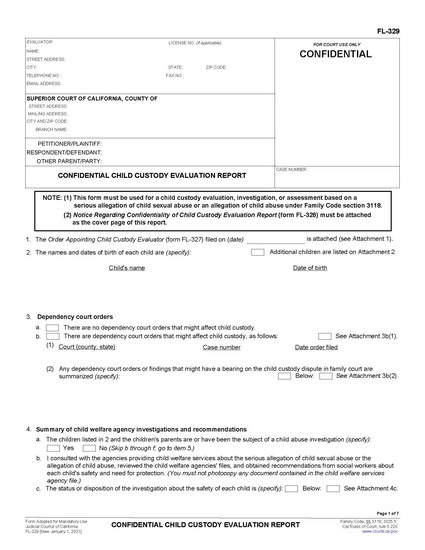 FL-329
EVALUATOR:
LICENSE NO. (if applicable):
NAME:
STREET ADDRESS:
CITY: STATE: ZIP CODE:
TELEPHONE NO.: FAX NO.:
EMAIL ADDRESS:
FOR COURT USE ONLY
CONFIDENTIAL
SUPERIOR COURT OF CALIFORNIA, COUNTY OF
STREET ADDRESS:
MAILING ADDRESS:
CITY AND ZIP CODE:
BRANCH NAME:
PETITIONER/PLAINTIFF:
RESPONDENT/DEFENDANT:
OTHER PARENT/PARTY:
CONFIDENTIAL CHILD CUSTODY EVALUATION REPORT
CASE NUMBER:
NOTE: (1) This form must be used for a child custody evaluation, investigation, or assessment based on a
serious allegation of child sexual abuse or an allegation of child abuse under Family Code section 3118.
(2) Notice Regarding Confidentiality of Child Custody Evaluation Report (form FL-328) must be attached
as the cover page of this report.
1. The Order Appointing Child Custody Evaluator (form FL-327) filed on (date) is attached (see Attachment 1).
2. The names and dates of birth of each child are (specify): Additional children are listed on Attachment 2.
Child's name Date of birth
3. Dependency court orders
a. There are no dependency court orders that might affect child custody.
b. There are dependency court orders that might affect child custody, as follows: See Attachment 3b(1).
(1) Court (county, state) Case number Date order filed
(2) Any dependency court orders or findings that might have a bearing on the child custody dispute in family court are
summarized (specify): Below: See Attachment 3b(2).
4. Summary of child welfare agency investigations and recommendations
a. The children listed in 2 and the children's parents are or have been the subject of a child abuse investigation (specify):
Yes No (Skip b through f; go to item 5.)
b. I consulted with the agencies providing child welfare services about the serious allegation of child sexual abuse or the
allegation of child abuse, reviewed the child welfare agencies' files, and obtained recommendations from social workers about
each child's safety and need for protection. (You must not photocopy any document contained in the child welfare services
agency file.)
c. The status or disposition of the investigation about the safety of each child is (specify): Below: See Attachment 4c.
Page 1 of 7
Form Adopted for Mandatory Use
Judicial Council of California
FL-329 [New January 1, 2021]
CONFIDENTIAL CHILD CUSTODY EVALUATION REPORT
Family Code, §§ 3118, 3025.5;
Cal Rules of Court, rule 5.220
www.courts.ca.gov